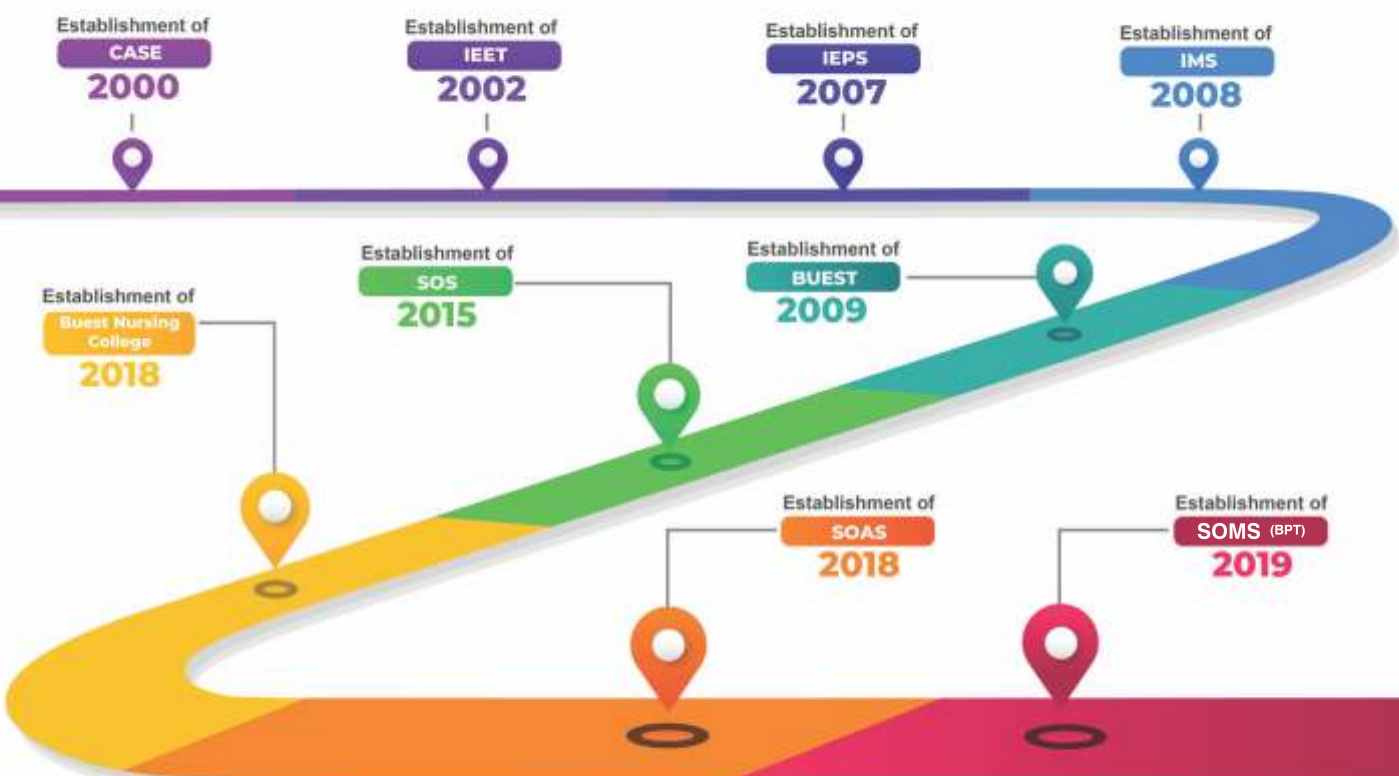 Establishment of
CASE
2000
Establishment of
IEET
2002
Establishment of
IEPS
2007
Establishment of
IMS
2008
Establishment of
BUEST
2009
Establishment of
SOS
2015
Establishment of
Buest Nursing
College
2018
Establishment of
SOAS
2018
Establishment of
SOMS (BPT)
2019